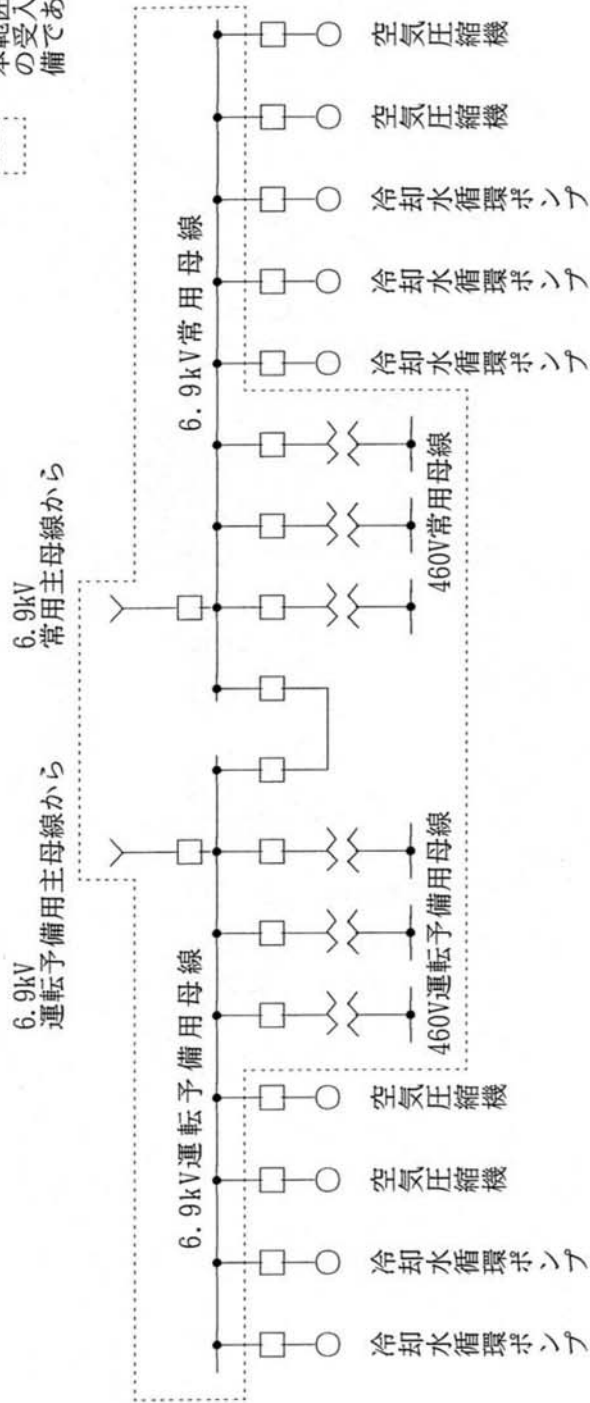 本範囲
の受入
備であ
6.9kV
運転予備用主母線から
6.9kV
常用主母線から
6.9kV運転予備用母線
6.9kV常用母線
460V運転予備用母線
460V常用母線
冷却水循環ポンプ
冷却水循環ポンプ
空気圧縮機
空気圧縮機
冷却水循環ポンプ
冷却水循環ポンプ
冷却水循環ポンプ
空気圧縮機
空気圧縮機